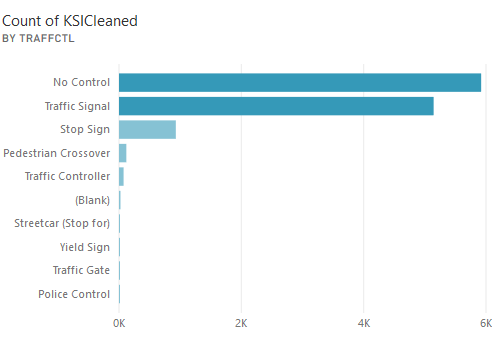 Count of KSICleaned
BY TRAFFCTL
No Control
Traffic Signal
Stop Sign
Pedestrian Crossover
Traffic Controller
(Blank)
Streetcar (Stop for)
Yield Sign
Traffic Gate
Police Control
0K 2K 4K 6K